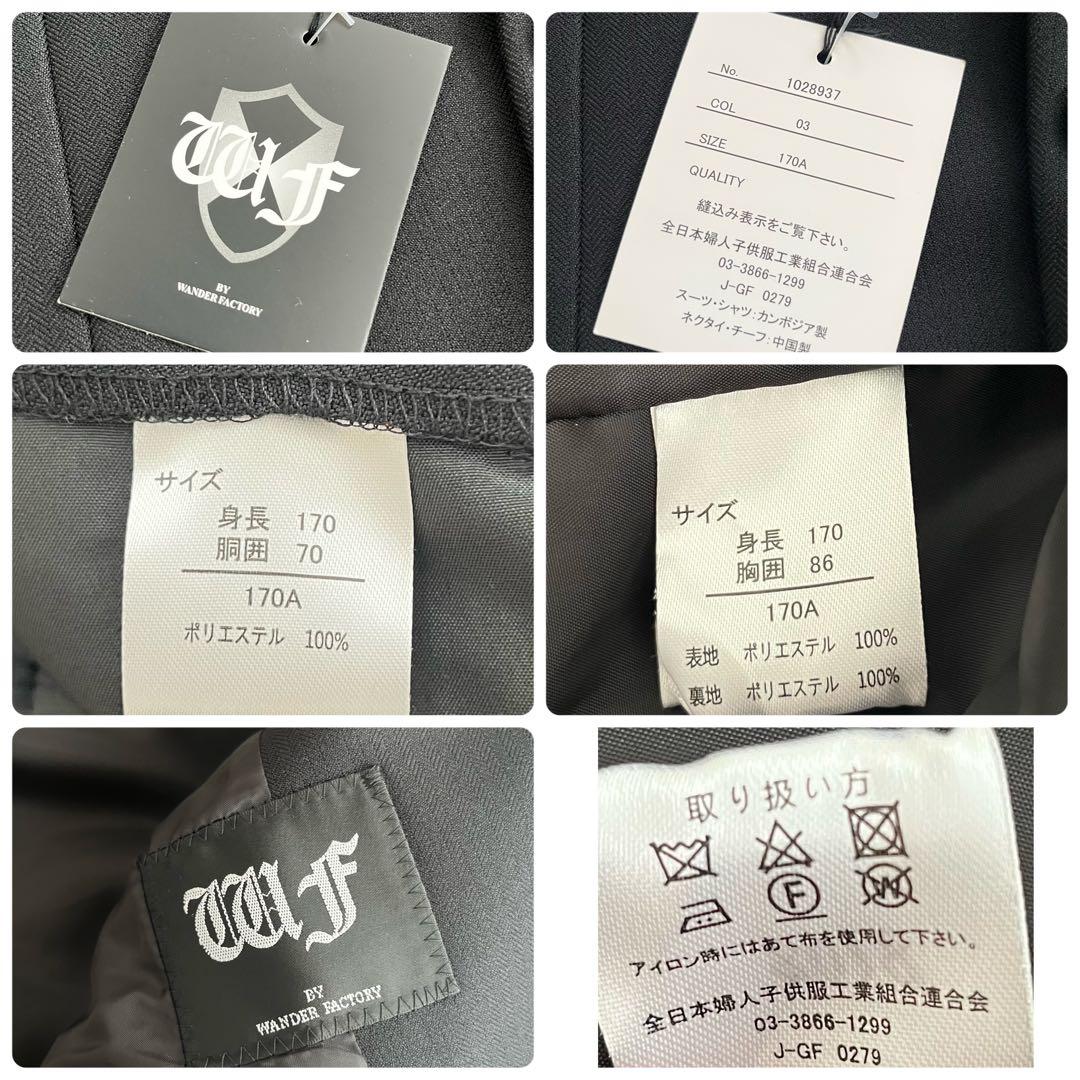 WF
BY
WANDER FACTORY
No. 1028937
COL 03
SIZE 170A
QUALITY
縫込み表示をご覧下さい。
全日本婦人子供服工業組合連合会
03-3866-1299
J-GF 0279
スーツ・シャツ:カンボジア製
ネクタイ・チーフ:中国製
サイズ
身長 170
胴囲 70
170A
ポリエステル 100%
サイズ
身長 170
胸囲 86
170A
表地 ポリエステル 100%
裏地 ポリエステル 100%
WF
BY
WANDER FACTORY
取り扱い方
F W
アイロン時にはあて布を使用して下さい。
全日本婦人子供服工業組合連合会
03-3866-1299
J-GF 0279